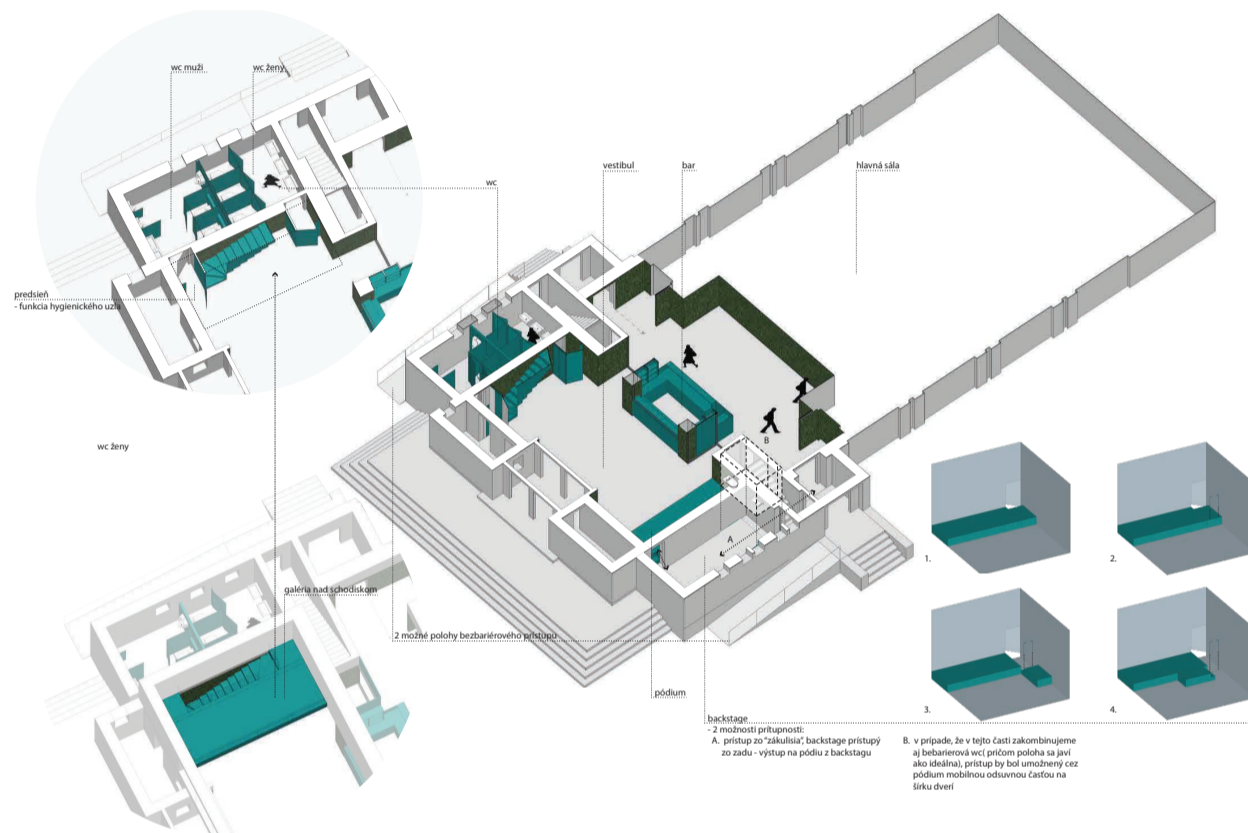 wc muži
wc ženy
vestibul
bar
hlavná sála
wc
predsieň
- funkcia hygienického uzla
wc ženy
B
A
1.
2.
galéria nad schodiskom
2 možné polohy bezbariérového prístupu
pódium
3.
4.
backstage
- 2 možnosti prítupnosti:
A. prístup zo "zákulisia", backstage prístupý
zo zadu - výstup na pódiu z backstagu
B. v prípade, že v tejto časti zakombinujeme
aj bebarierová wc( pričom poloha sa javí
ako ideálna), prístup by bol umožnený cez
pódium mobilnou odsuvnou časťou na
šírku dverí